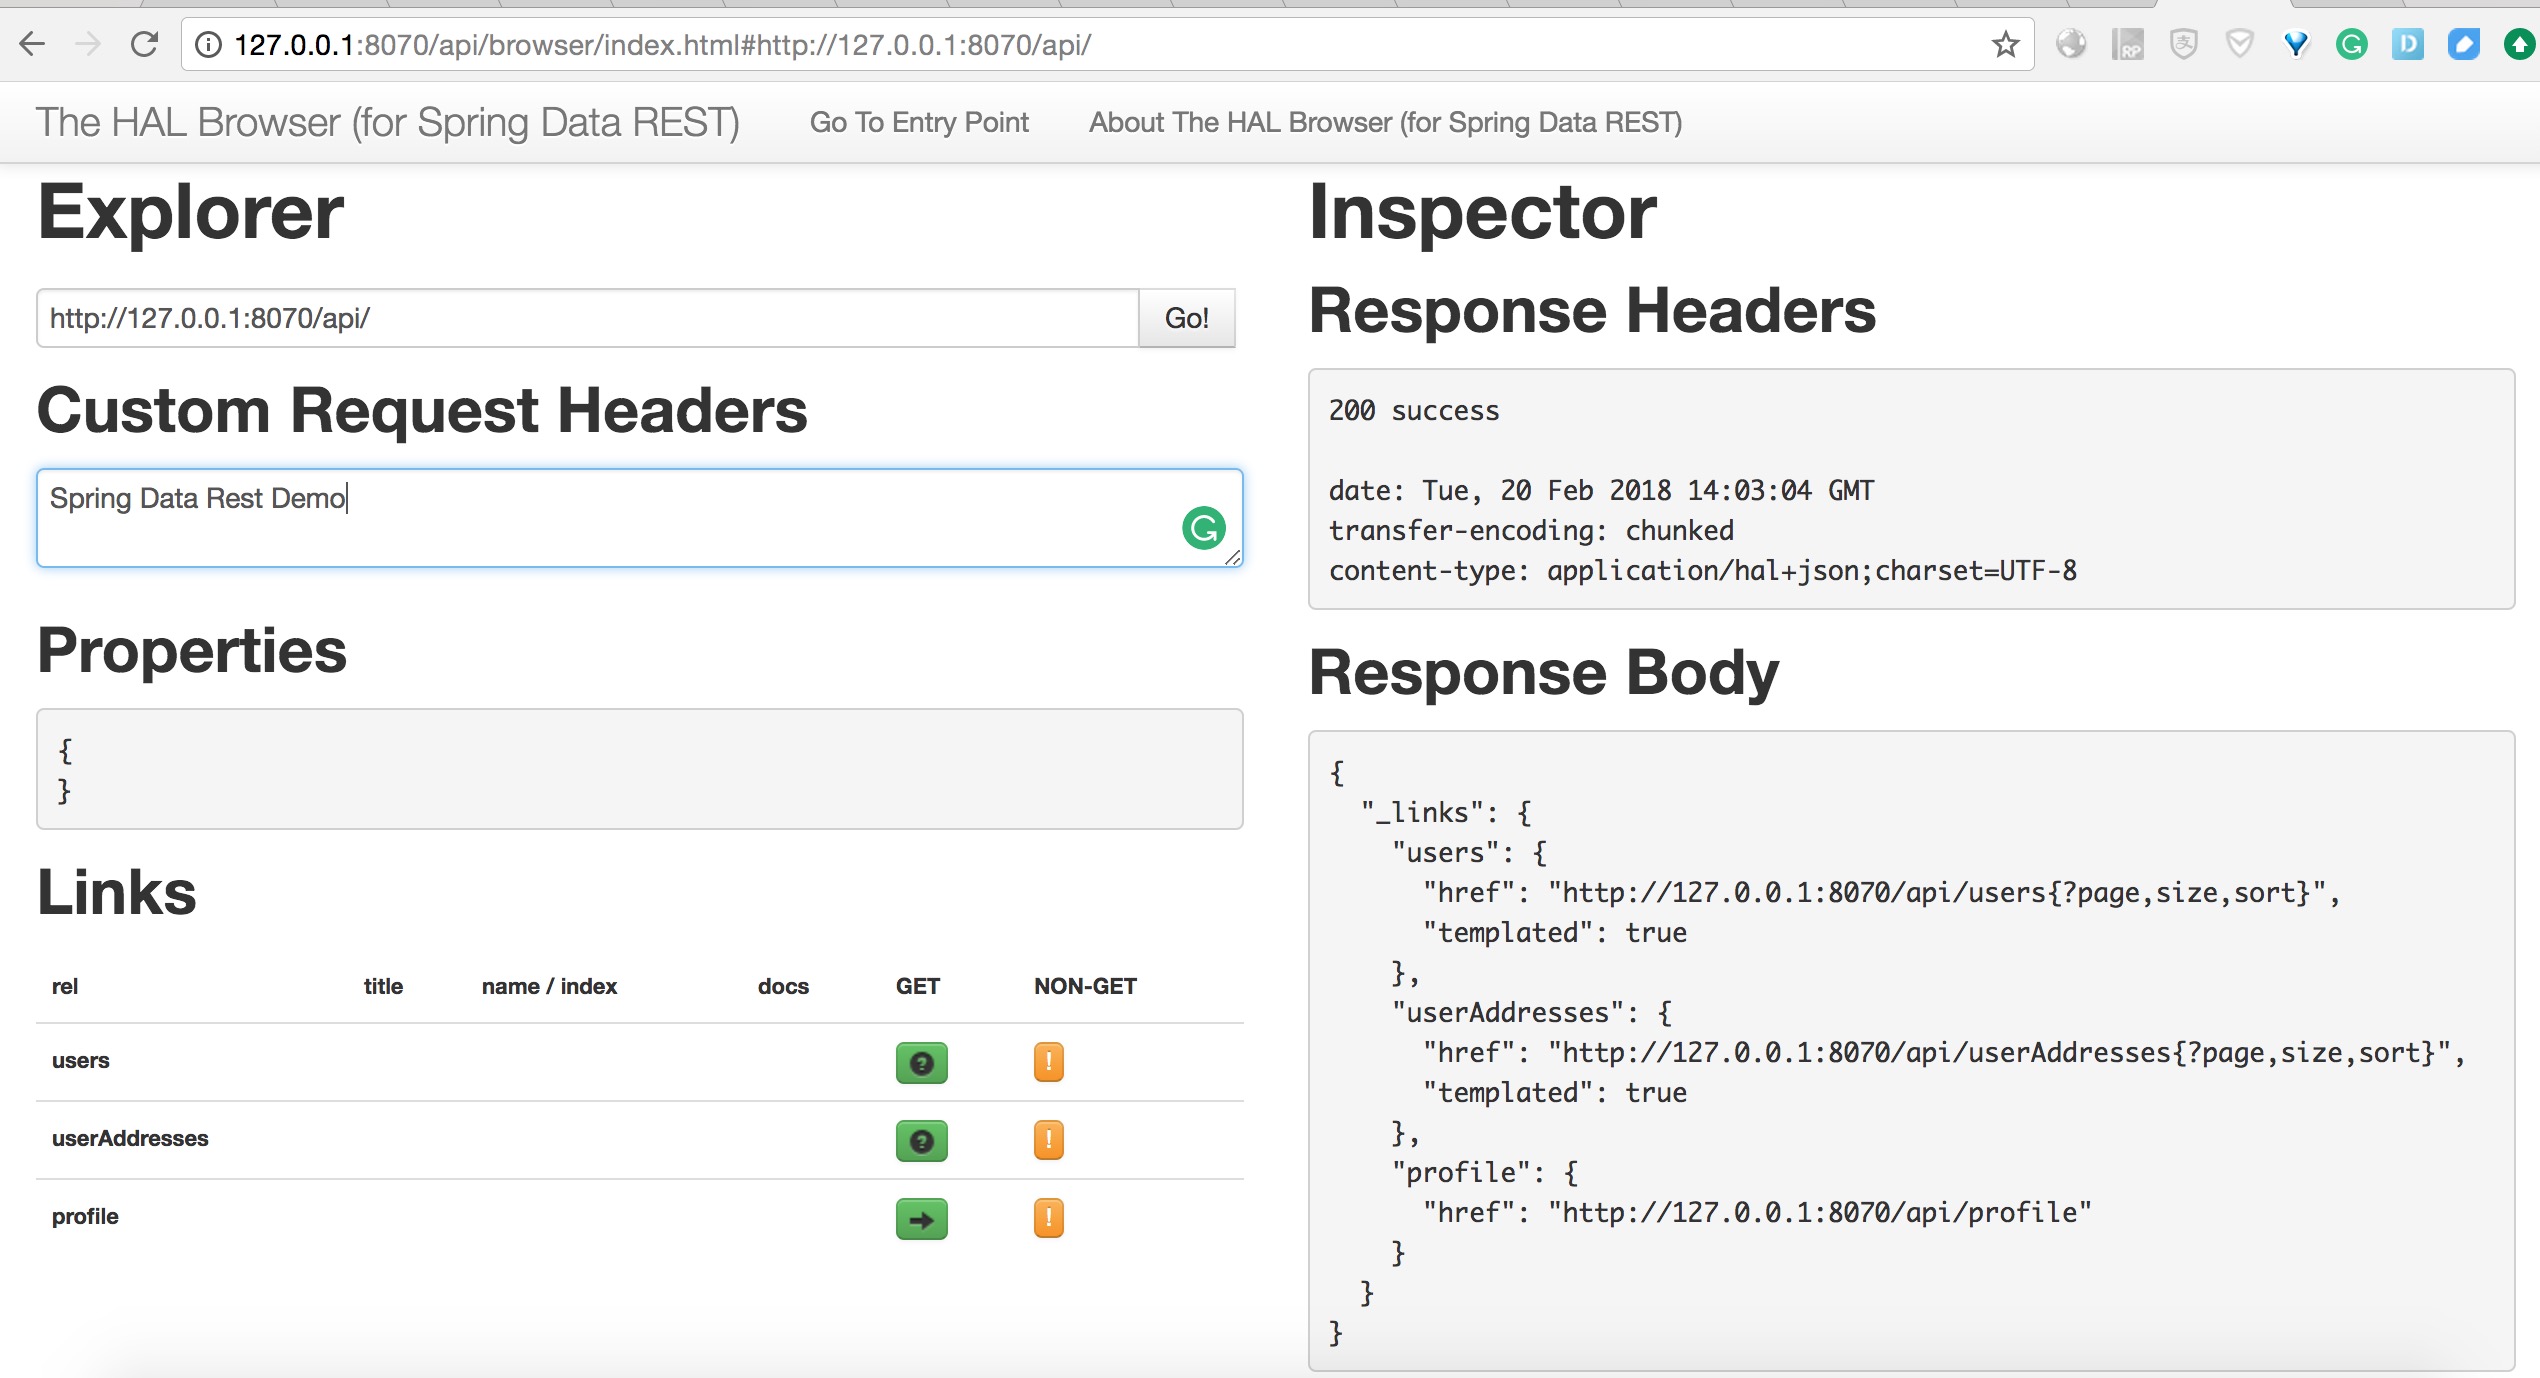 127.0.0.1:8070/api/browser/index.html#http://127.0.0.1:8070/api/
The HAL Browser (for Spring Data REST) Go To Entry Point About The HAL Browser (for Spring Data REST)
Explorer
http://127.0.0.1:8070/api/ Go!
Custom Request Headers
Spring Data Rest Demo
Properties
{
}
Links
rel title name / index docs GET NON-GET
users ? !
userAddresses ? !
profile !
Inspector
Response Headers
200 success
date: Tue, 20 Feb 2018 14:03:04 GMT
transfer-encoding: chunked
content-type: application/hal+json;charset=UTF-8
Response Body
{
"_links": {
"users": {
"href": "http://127.0.0.1:8070/api/users{?page,size,sort}",
"templated": true
},
"userAddresses": {
"href": "http://127.0.0.1:8070/api/userAddresses{?page,size,sort}",
"templated": true
},
"profile": {
"href": "http://127.0.0.1:8070/api/profile"
}
}
}